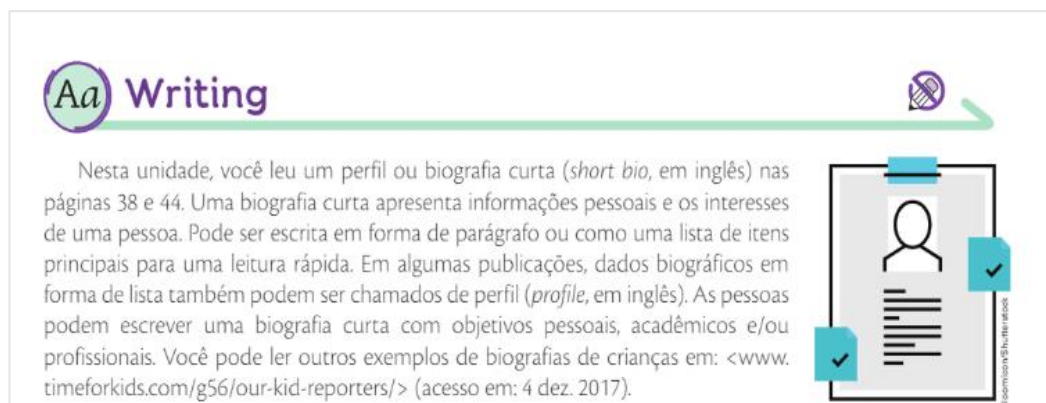 Aa Writing
Nesta unidade, você leu um perfil ou biografia curta (short bio, em inglês) nas
páginas 38 e 44. Uma biografia curta apresenta informações pessoais e os interesses
de uma pessoa. Pode ser escrita em forma de parágrafo ou como uma lista de itens
principais para uma leitura rápida. Em algumas publicações, dados biográficos em
forma de lista também podem ser chamados de perfil (profile, em inglês). As pessoas
podem escrever uma biografia curta com objetivos pessoais, acadêmicos e/ou
profissionais. Você pode ler outros exemplos de biografias de crianças em: <www.
timeforkids.com/g56/our-kid-reporters/> (acesso em: 4 dez. 2017).